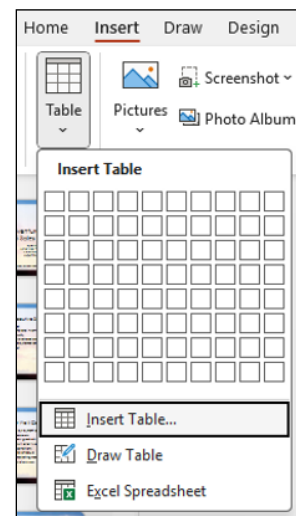 Home Insert Draw Design
Table
Pictures
Screenshot
Photo Album
Insert Table
Insert Table...
Draw Table
Excel Spreadsheet